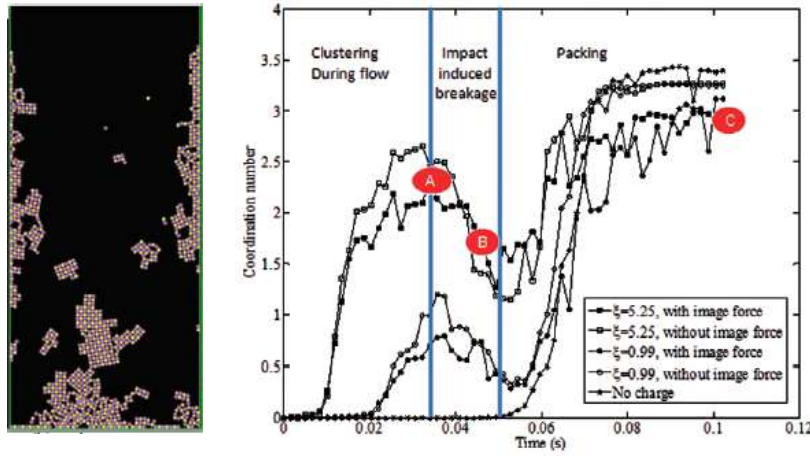 4
3.5
3
2.5
2
1.5
1
0.5
0
Coordination number
Clustering
During flow
Impact
induced
breakage
Packing
A
B
C
ξ=5.25, with image force
ξ=5.25, without image force
ξ=0.99, with image force
ξ=0.99, without image force
No charge
0 0.02 0.04 0.06 0.08 0.1 0.12
Time (s)